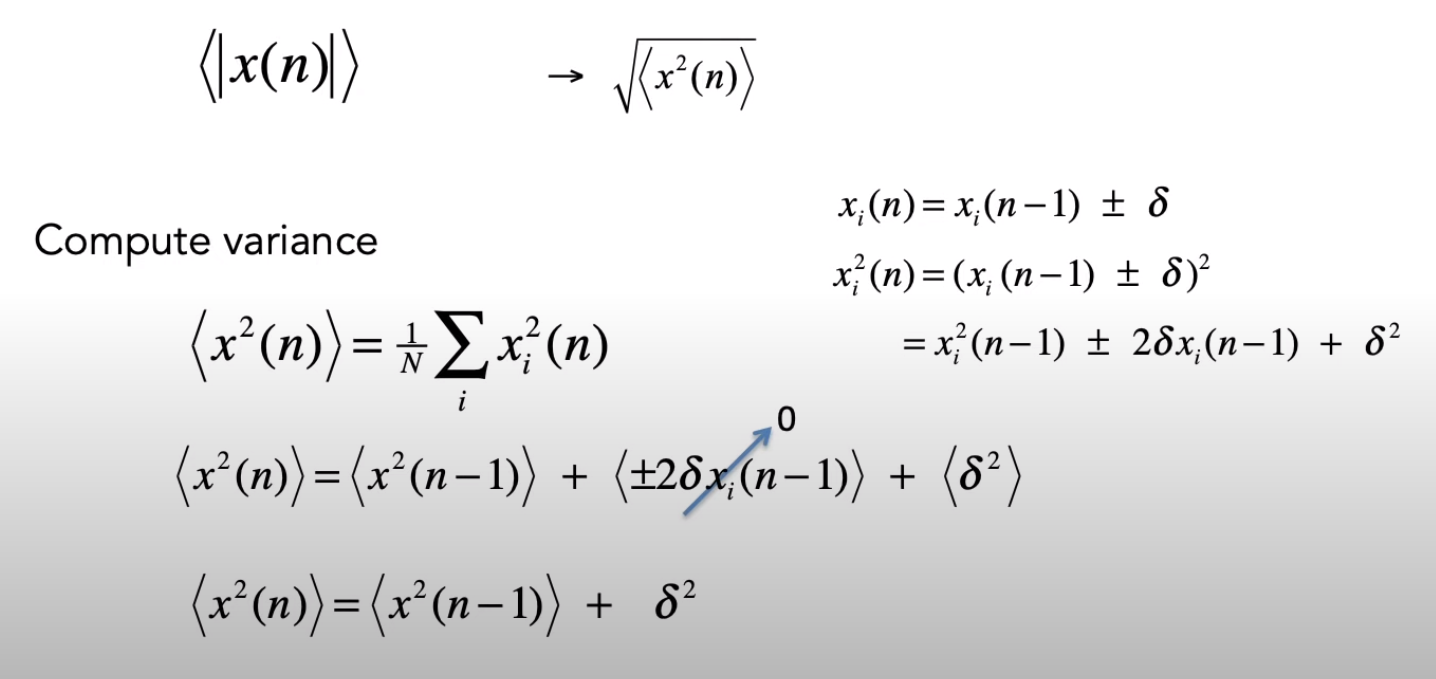 ⟨|x(n)|⟩ → √⟨x²(n)⟩
xᵢ(n) = xᵢ(n−1) ± δ
Compute variance
xᵢ²(n) = (xᵢ(n−1) ± δ)²
⟨x²(n)⟩ = 1/N ∑ᵢ xᵢ²(n)
= xᵢ²(n−1) ± 2δxᵢ(n−1) + δ²
0
⟨x²(n)⟩ = ⟨x²(n−1)⟩ + ⟨±2δxᵢ(n−1)⟩ + ⟨δ²⟩
⟨x²(n)⟩ = ⟨x²(n−1)⟩ + δ²